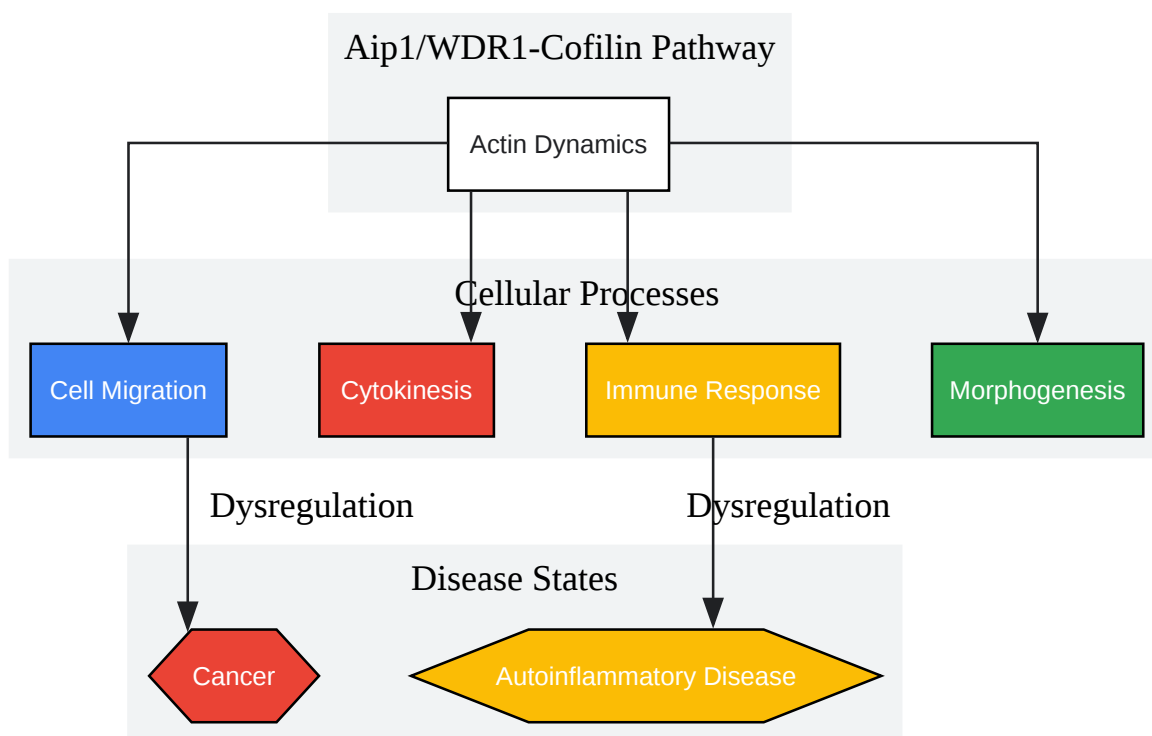 Aip1/WDR1-Cofilin Pathway
Actin Dynamics
Cellular Processes
Cell Migration
Cytokinesis
Immune Response
Morphogenesis
Dysregulation
Dysregulation
Disease States
Cancer
Autoinflammatory Disease